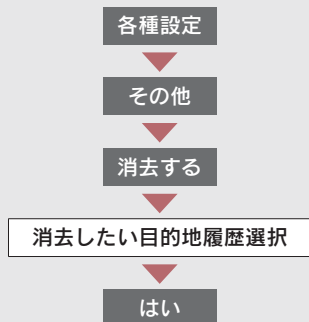 各種設定
その他
消去する
消去したい目的地履歴選択
はい